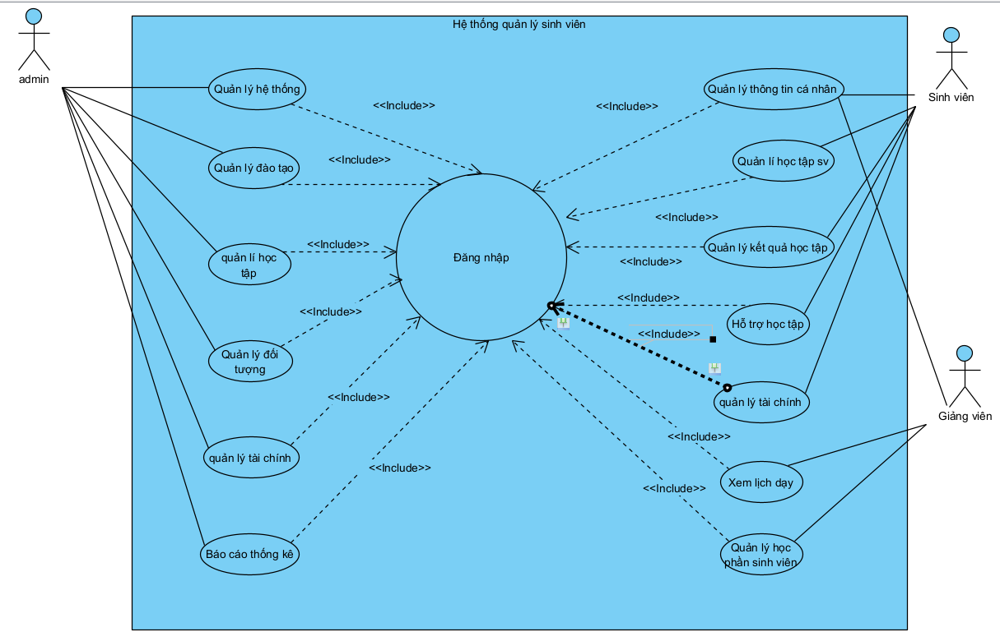 Hệ thống quản lý sinh viên
admin
Sinh viên
Giảng viên
Quản lý hệ thống
<<Include>>
Quản lý đào tạo
<<Include>>
quản lí học
tập
<<Include>>
Quản lý đối
tượng
<<Include>>
quản lý tài chính
<<Include>>
Báo cáo thống kê
<<Include>>
Đăng nhập
Quản lý thông tin cá nhân
<<Include>>
Quản lí học tập sv
<<Include>>
Quản lý kết quả học tập
<<Include>>
Hỗ trợ học tập
<<Include>>
quản lý tài chính
<<Include>>
Xem lịch dạy
<<Include>>
Quản lý học
phần sinh viên
<<Include>>